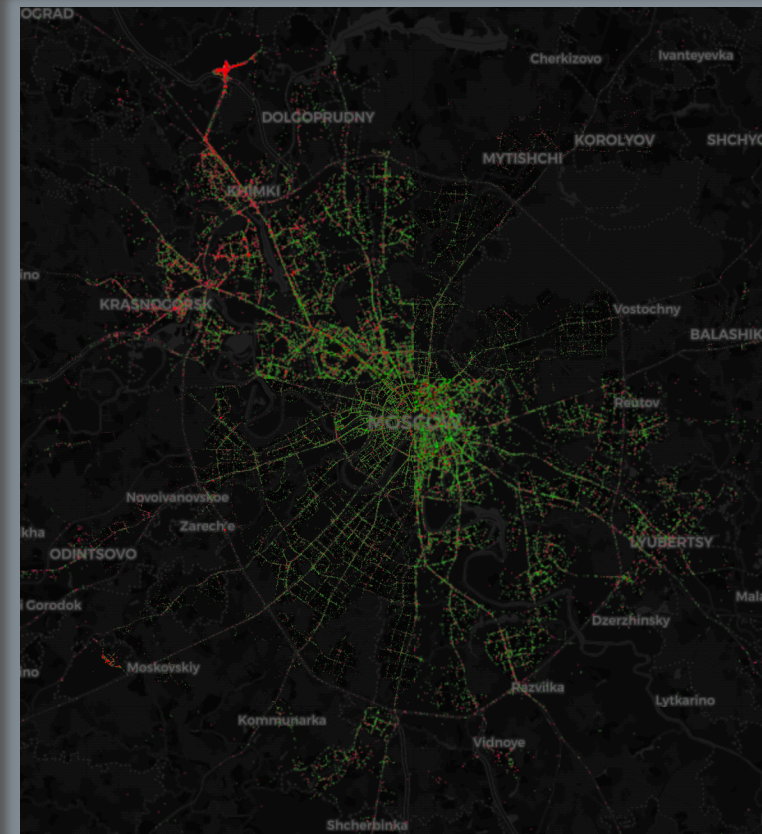 OGRAD
Cherkizovo
Ivanteyevka
DOLGOPRUDNY
KOROLYOV
SHCHYO
MYTISHCHI
KHIMKI
ino
KRASNOGORSK
Vostochny
BALASHIK
Reutov
MOSCOW
Novoivanovskoe
Zarech'e
kha
LYUBERTSY
ODINTSOVO
i Gorodok
Mala
Dzerzhinsky
Moskovskiy
ino
Razvilka
Lytkarino
Kommunarka
Vidnoye
Shcherbinka